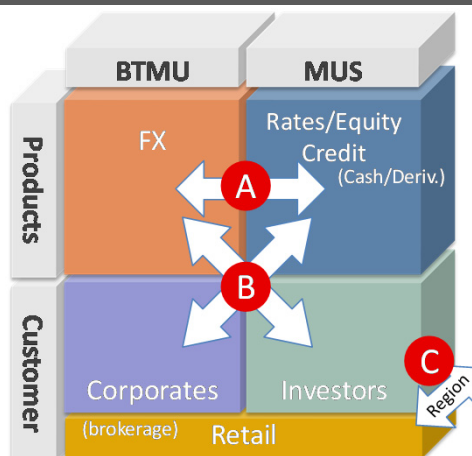 BTMU
MUS
Products
FX
Rates/Equity
Credit
(Cash/Deriv.)
A
B
Customer
Corporates
(brokerage)
Investors
C
Region
Retail